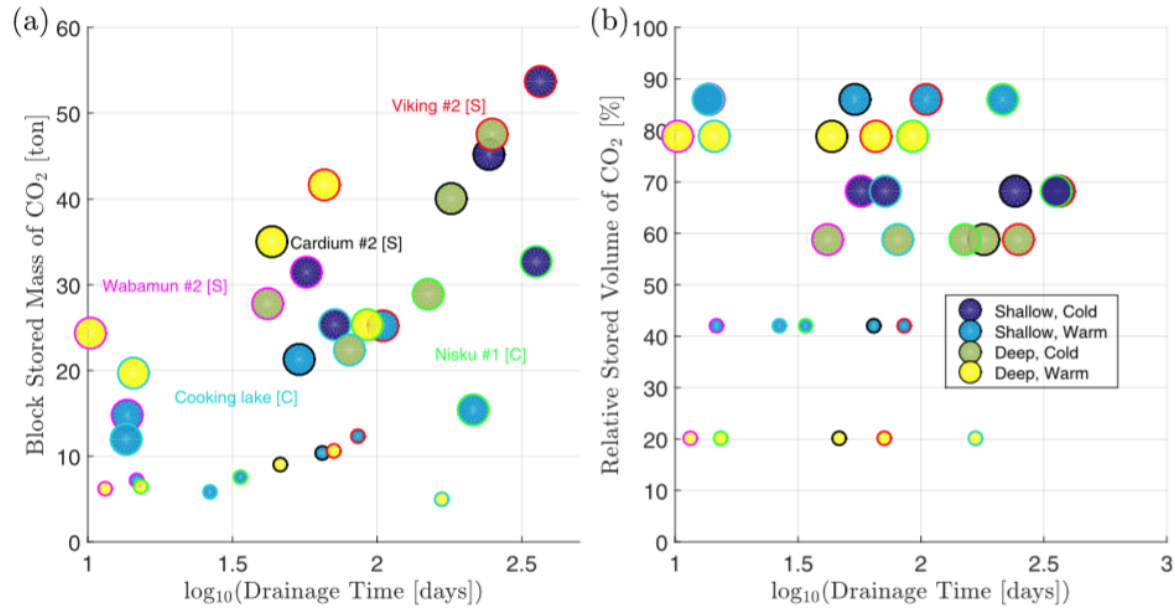 (a)
Block Stored Mass of CO₂ [ton]
60
50
40
30
20
10
0
1
1.5
2
2.5
log₁₀(Drainage Time [days])
Viking #2 [S]
Cardium #2 [S]
Wabamun #2 [S]
Nisku #1 [C]
Cooking lake [C]
(b)
Relative Stored Volume of CO₂ [%]
100
90
80
70
60
50
40
30
20
10
0
1
1.5
2
2.5
3
log₁₀(Drainage Time [days])
Shallow, Cold
Shallow, Warm
Deep, Cold
Deep, Warm